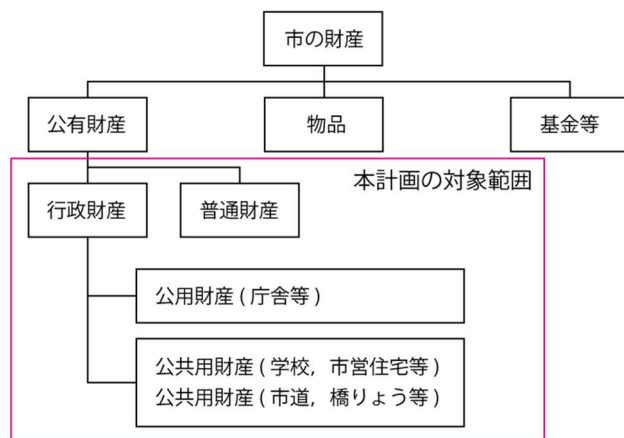 市の財産
公有財産
物品
基金等
本計画の対象範囲
行政財産
普通財産
公用財産 ( 庁舎等 )
公共用財産 ( 学校，市営住宅等 )
公共用財産 ( 市道，橋りょう等 )